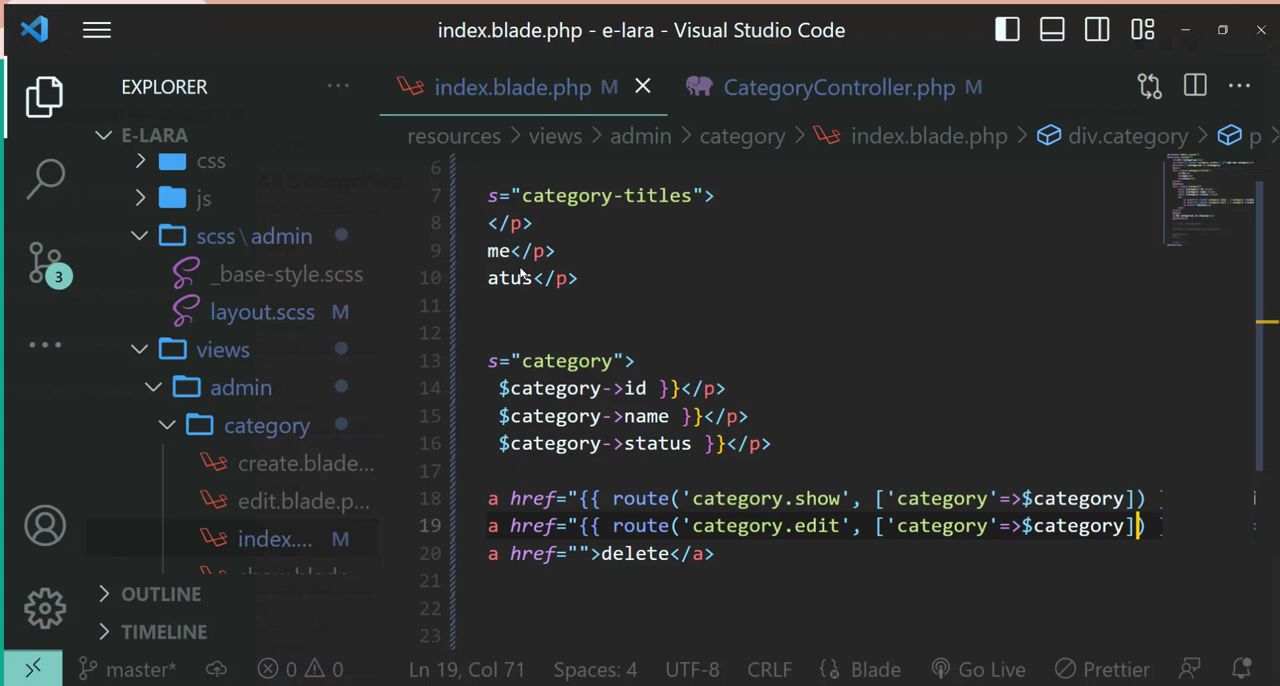 index.blade.php - e-lara - Visual Studio Code
EXPLORER
index.blade.php M
CategoryController.php M
E-LARA
resources > views > admin > category > index.blade.php > div.category > p
css
js
scss\admin
_base-style.scss
layout.scss M
views
admin
category
create.blade...
edit.blade.p...
index.... M
OUTLINE
TIMELINE
3
6
7 s="category-titles">
8 </p>
9 me</p>
10 atus</p>
11
12
13 s="category">
14 $category->id }}</p>
15 $category->name }}</p>
16 $category->status }}</p>
17
18 a href="{{ route('category.show', ['category'=>$category])
19 a href="{{ route('category.edit', ['category'=>$category])
20 a href="">delete</a>
21
22
23
master* 0 0 Ln 19, Col 71 Spaces: 4 UTF-8 CRLF Blade Go Live Prettier